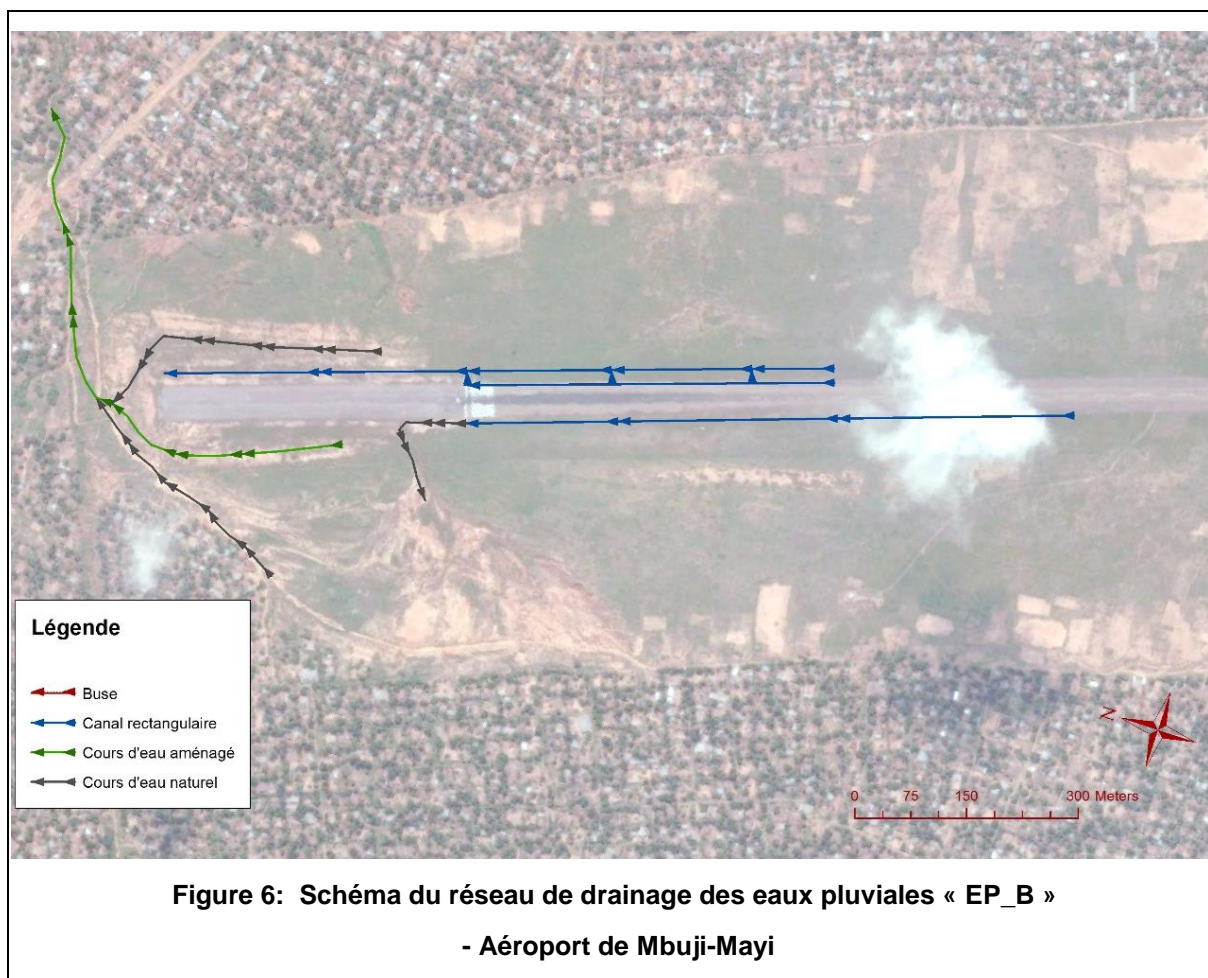 Légende
Buse
Canal rectangulaire
Cours d'eau aménagé
Cours d'eau naturel
N
0 75 150 300 Meters
Figure 6: Schéma du réseau de drainage des eaux pluviales « EP_B »
- Aéroport de Mbuji-Mayi